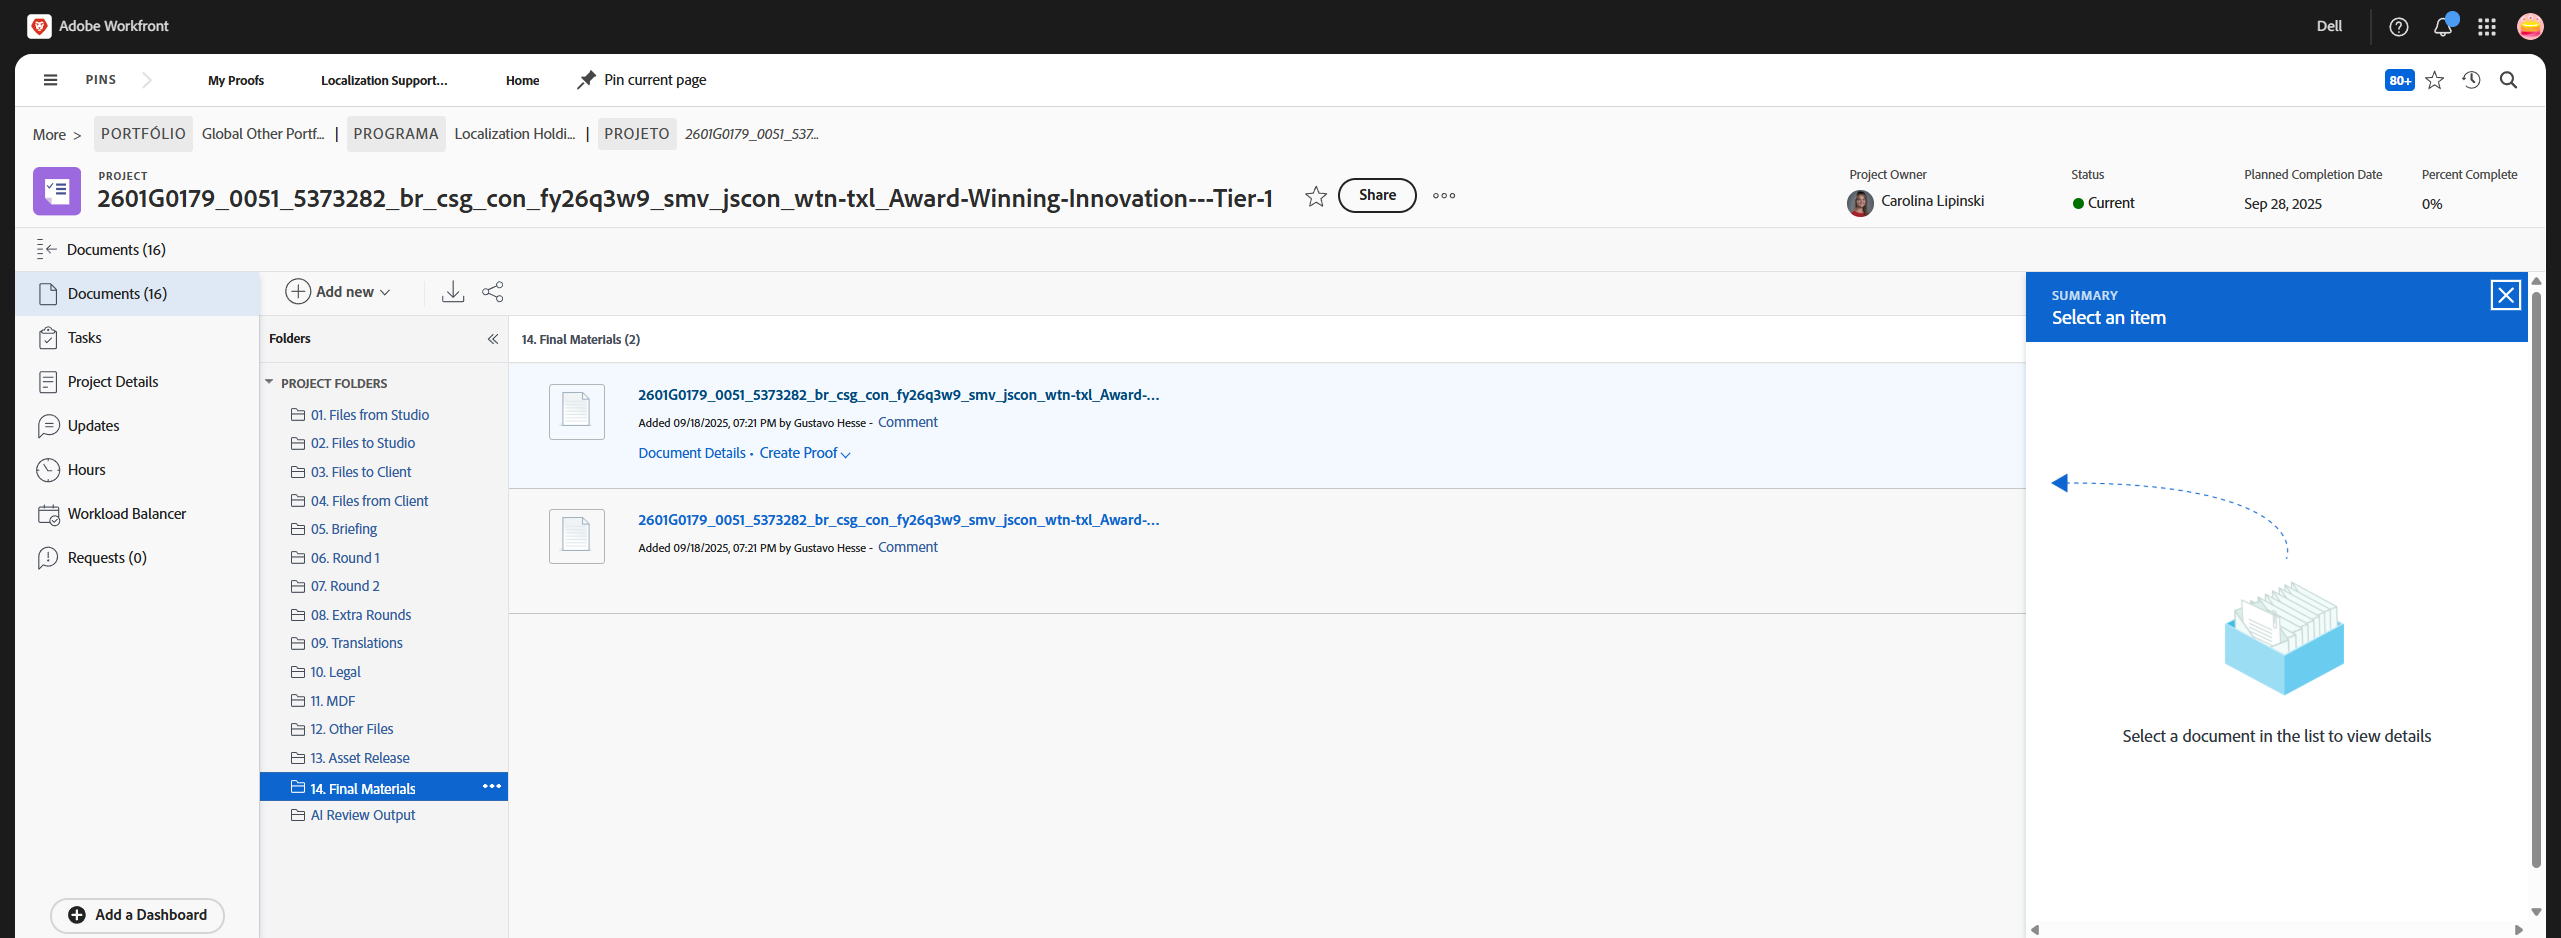 Adobe Workfront
Dell
PINS
My Proofs
Localization Support...
Home
Pin current page
80+
More >
PORTFÓLIO
Global Other Portf...
|
PROGRAMA
Localization Holdi...
|
PROJETO
2601G0179_0051_537...
PROJECT
2601G0179_0051_5373282_br_csg_con_fy26q3w9_smv_jscon_wtn-txl_Award-Winning-Innovation---Tier-1
Share
Project Owner
Carolina Lipinski
Status
Current
Planned Completion Date
Sep 28, 2025
Percent Complete
0%
Documents (16)
Documents (16)
Tasks
Project Details
Updates
Hours
Workload Balancer
Requests (0)
Add a Dashboard
Add new
Folders
PROJECT FOLDERS
01. Files from Studio
02. Files to Studio
03. Files to Client
04. Files from Client
05. Briefing
06. Round 1
07. Round 2
08. Extra Rounds
09. Translations
10. Legal
11. MDF
12. Other Files
13. Asset Release
14. Final Materials
AI Review Output
14. Final Materials (2)
2601G0179_0051_5373282_br_csg_con_fy26q3w9_smv_jscon_wtn-txl_Award-...
Added 09/18/2025, 07:21 PM by Gustavo Hesse - Comment
Document Details • Create Proof
2601G0179_0051_5373282_br_csg_con_fy26q3w9_smv_jscon_wtn-txl_Award-...
Added 09/18/2025, 07:21 PM by Gustavo Hesse - Comment
SUMMARY
Select an item
Select a document in the list to view details